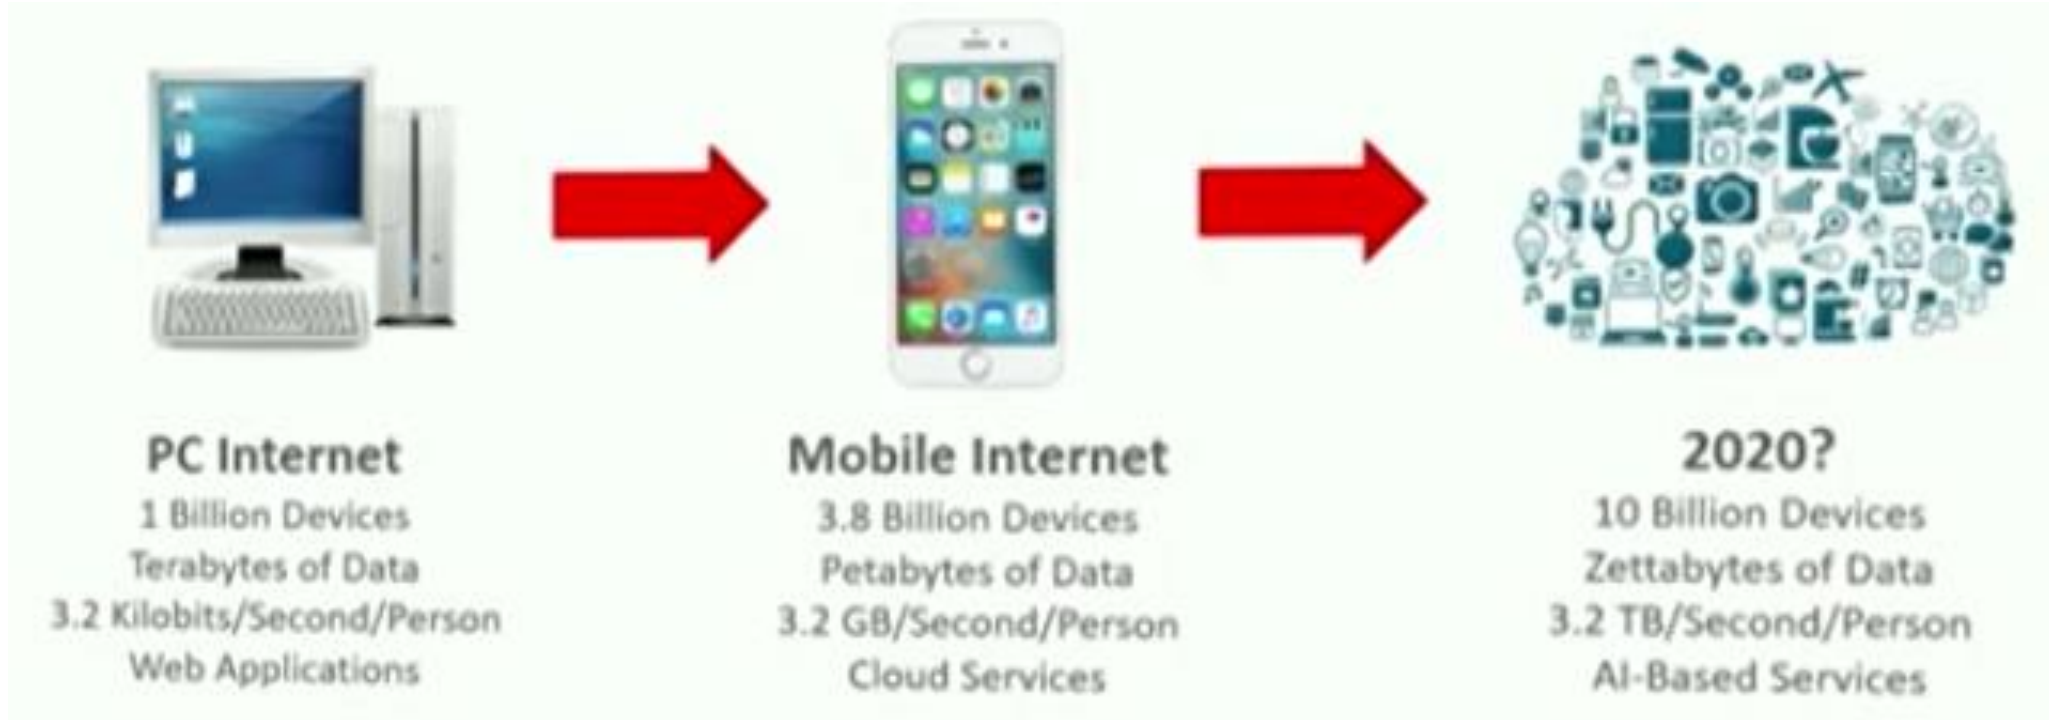 PC Internet
1 Billion Devices
Terabytes of Data
3.2 Kilobits/Second/Person
Web Applications
Mobile Internet
3.8 Billion Devices
Petabytes of Data
3.2 GB/Second/Person
Cloud Services
2020?
10 Billion Devices
Zettabytes of Data
3.2 TB/Second/Person
AI-Based Services